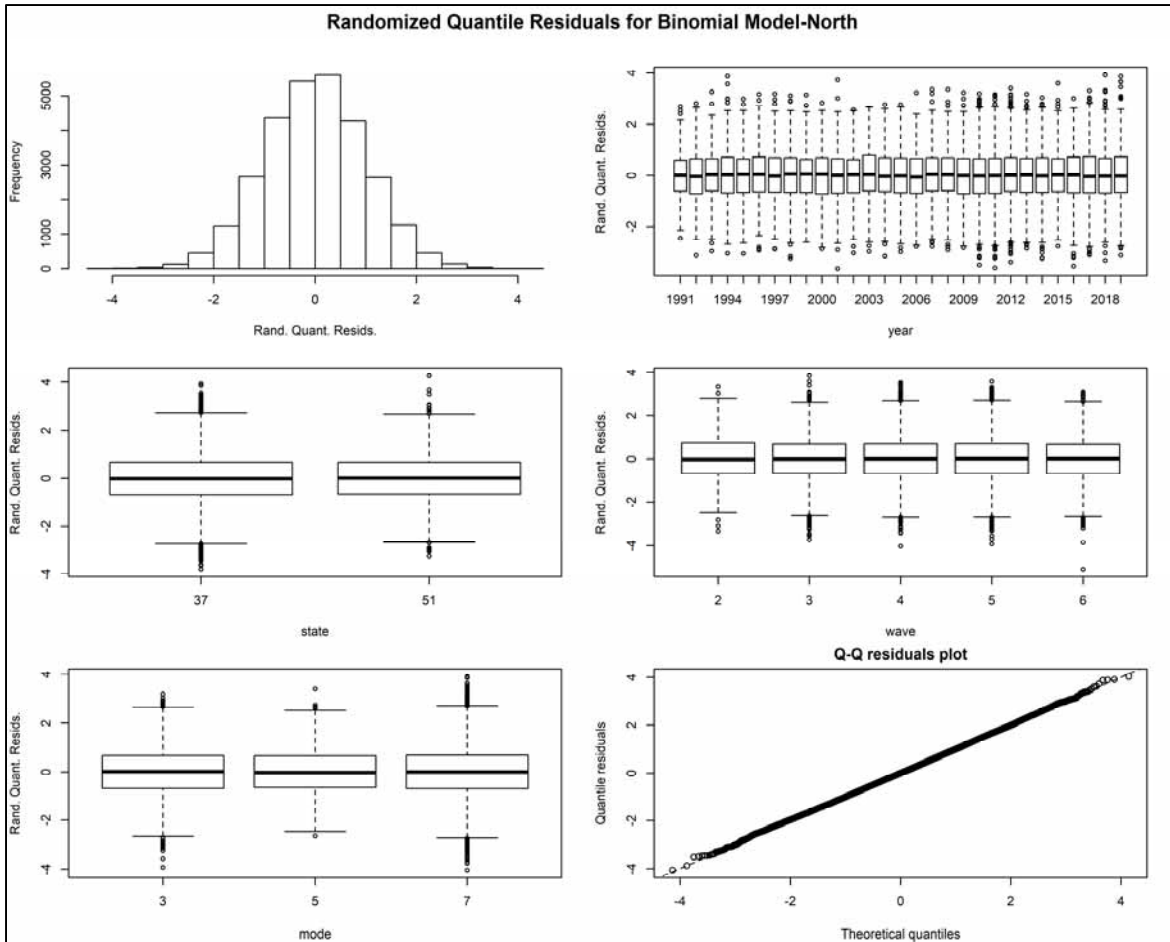 Randomized Quantile Residuals for Binomial Model-North
Frequency
0 1000 3000 5000
-4 -2 0 2 4
Rand. Quant. Resids.
Rand. Quant. Resids.
4
2
0
2
1991 1994 1997 2000 2003 2006 2009 2012 2015 2018
year
Rand. Quant. Resids.
-4 -2 0 2 4
37 51
state
Rand. Quant. Resids.
-4 -2 0 2 4
2 3 4 5 6
wave
Rand. Quant. Resids.
-4 -2 0 2 4
3 5 7
mode
Q-Q residuals plot
Quantile residuals
-4 -2 0 2 4
-4 -2 0 2 4
Theoretical quantiles